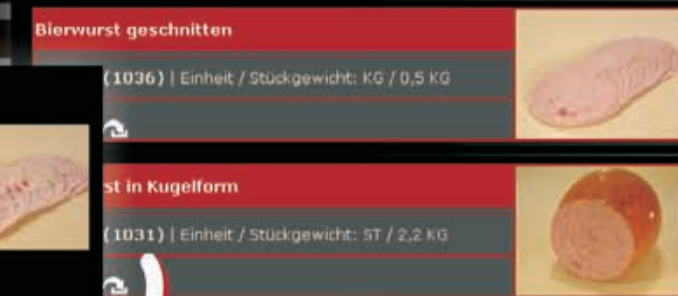 Bierwurst geschnitten
(1036) | Einheit / Stückgewicht: KG / 0,5 KG
st in Kugelform
(1031) | Einheit / Stückgewicht: ST / 2,2 KG